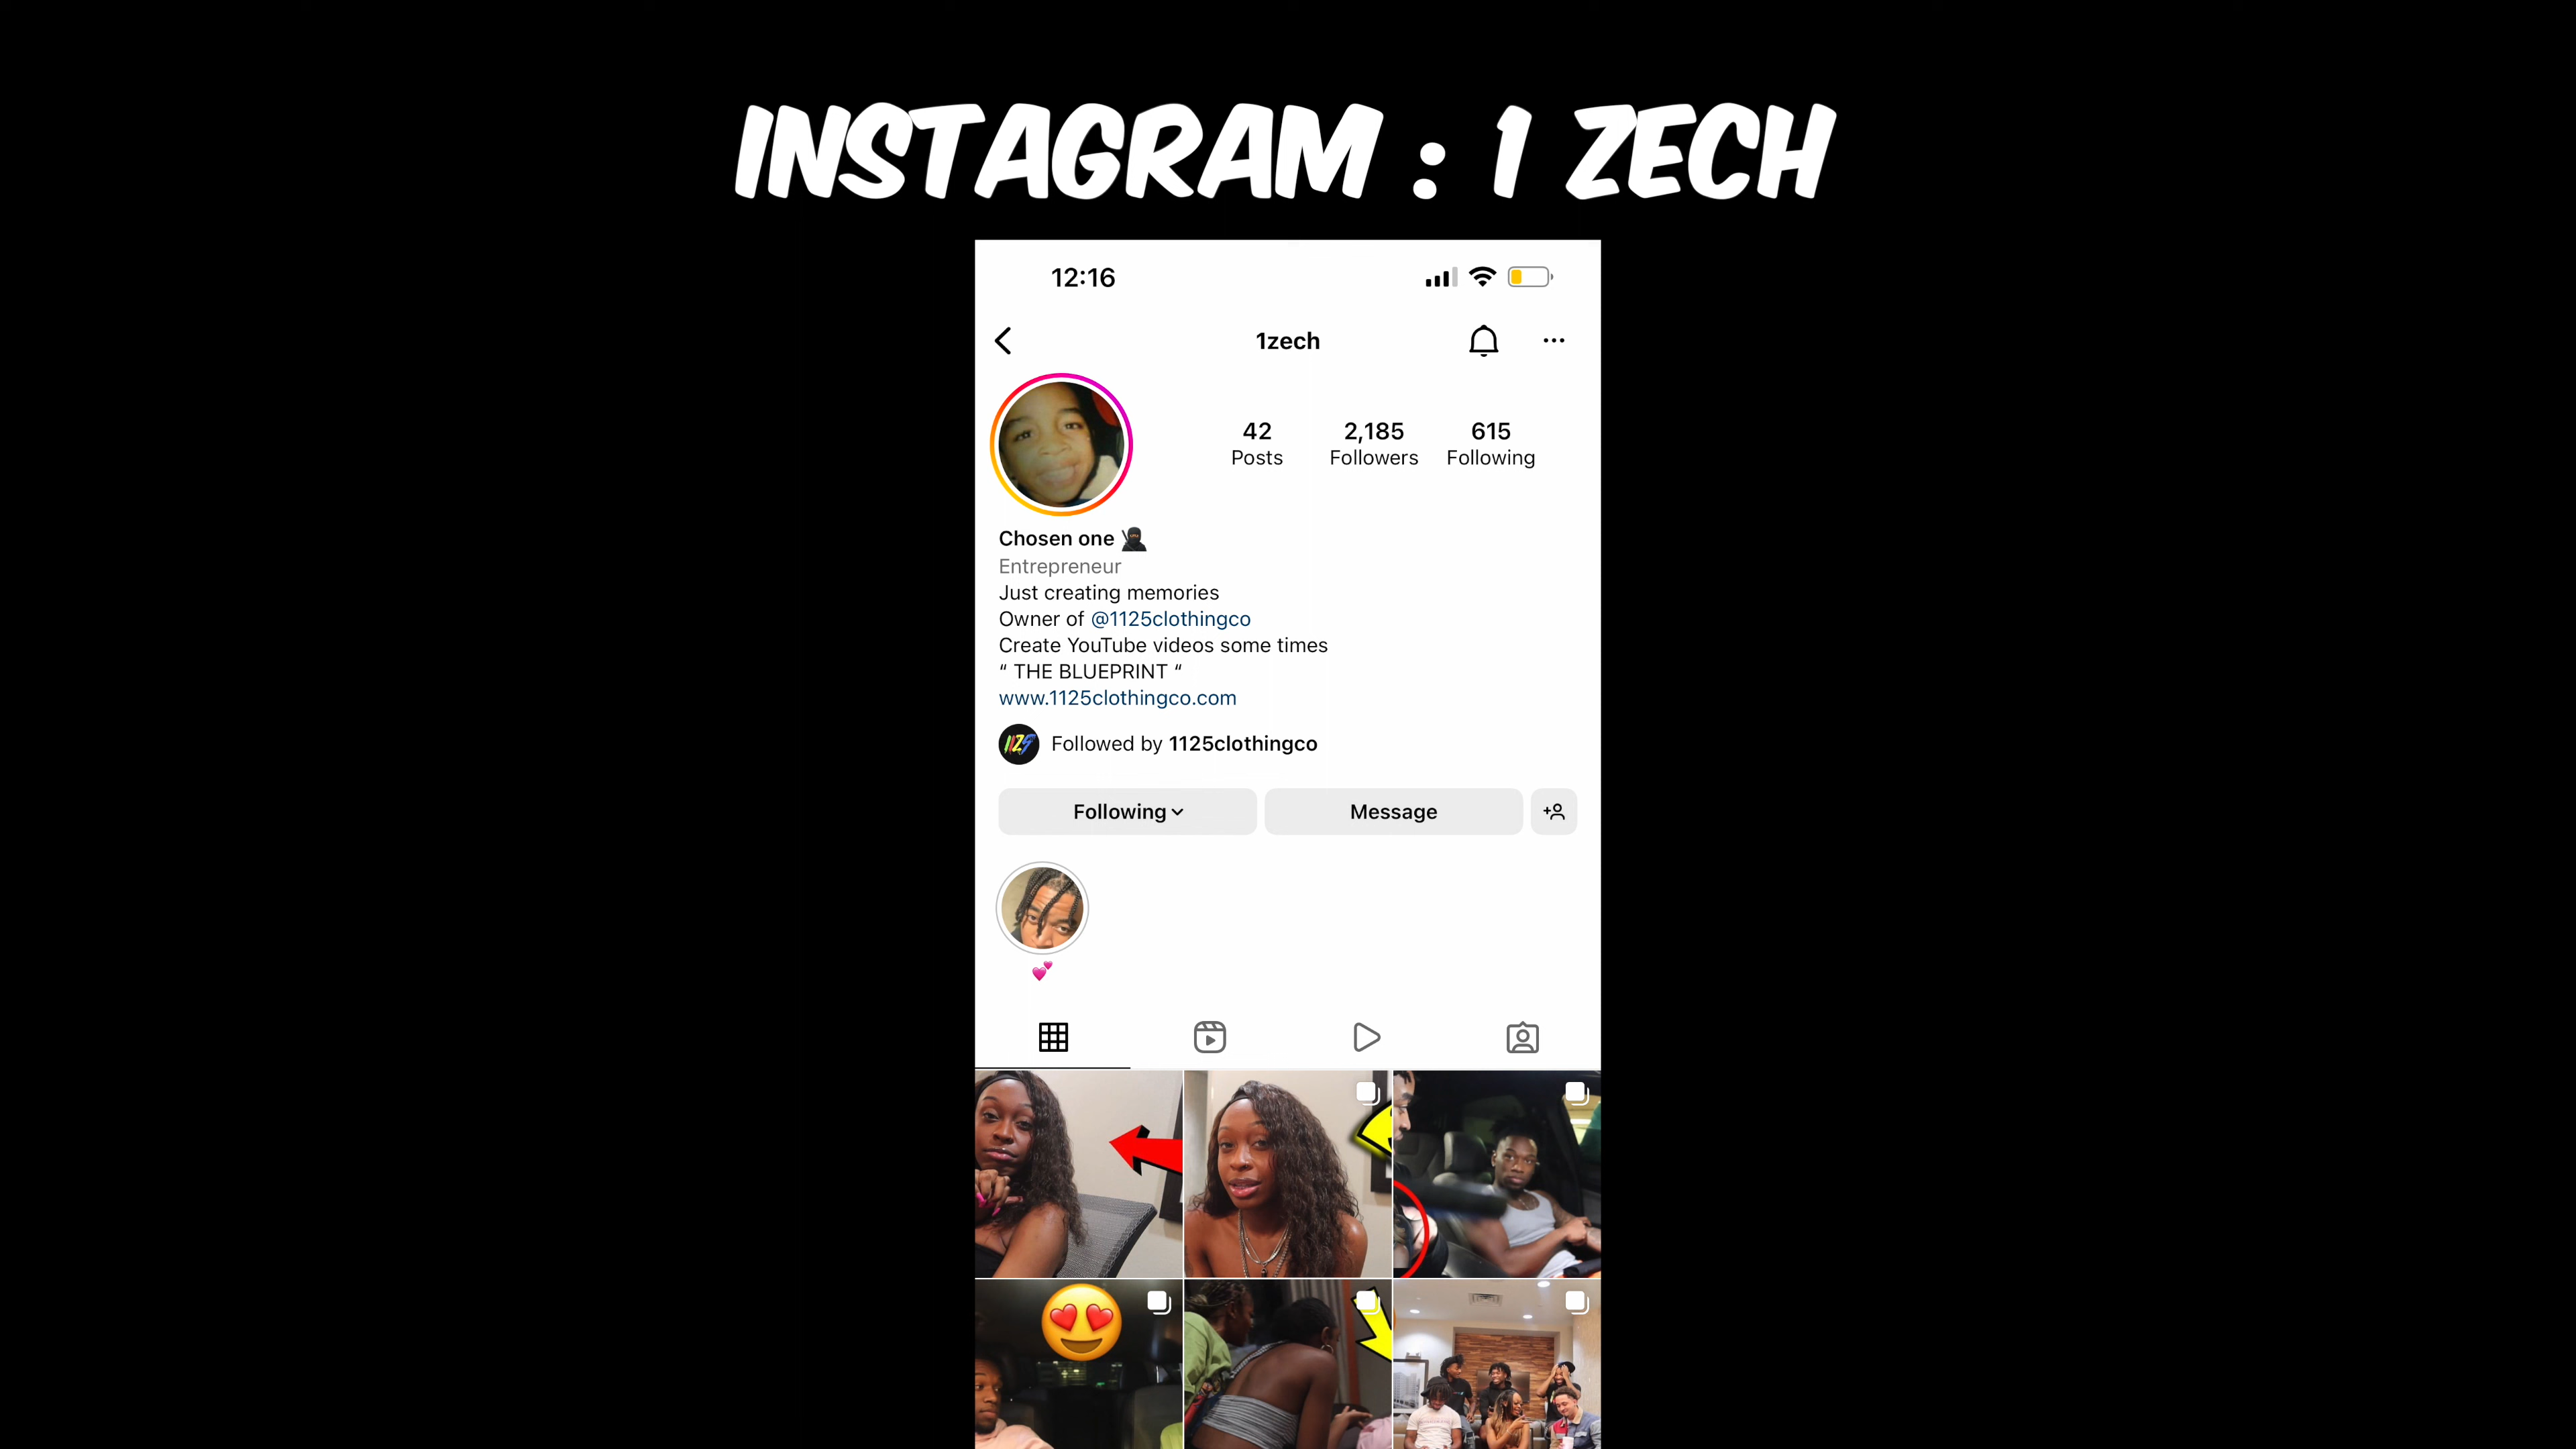 INSTAGRAM : 1 ZECH
12:16
1zech
42 2,185 615
Posts Followers Following
Chosen one
Entrepreneur
Just creating memories
Owner of @1125clothingco
Create YouTube videos some times
“ THE BLUEPRINT “
www.1125clothingco.com
1125
Followed by 1125clothingco
Following Message